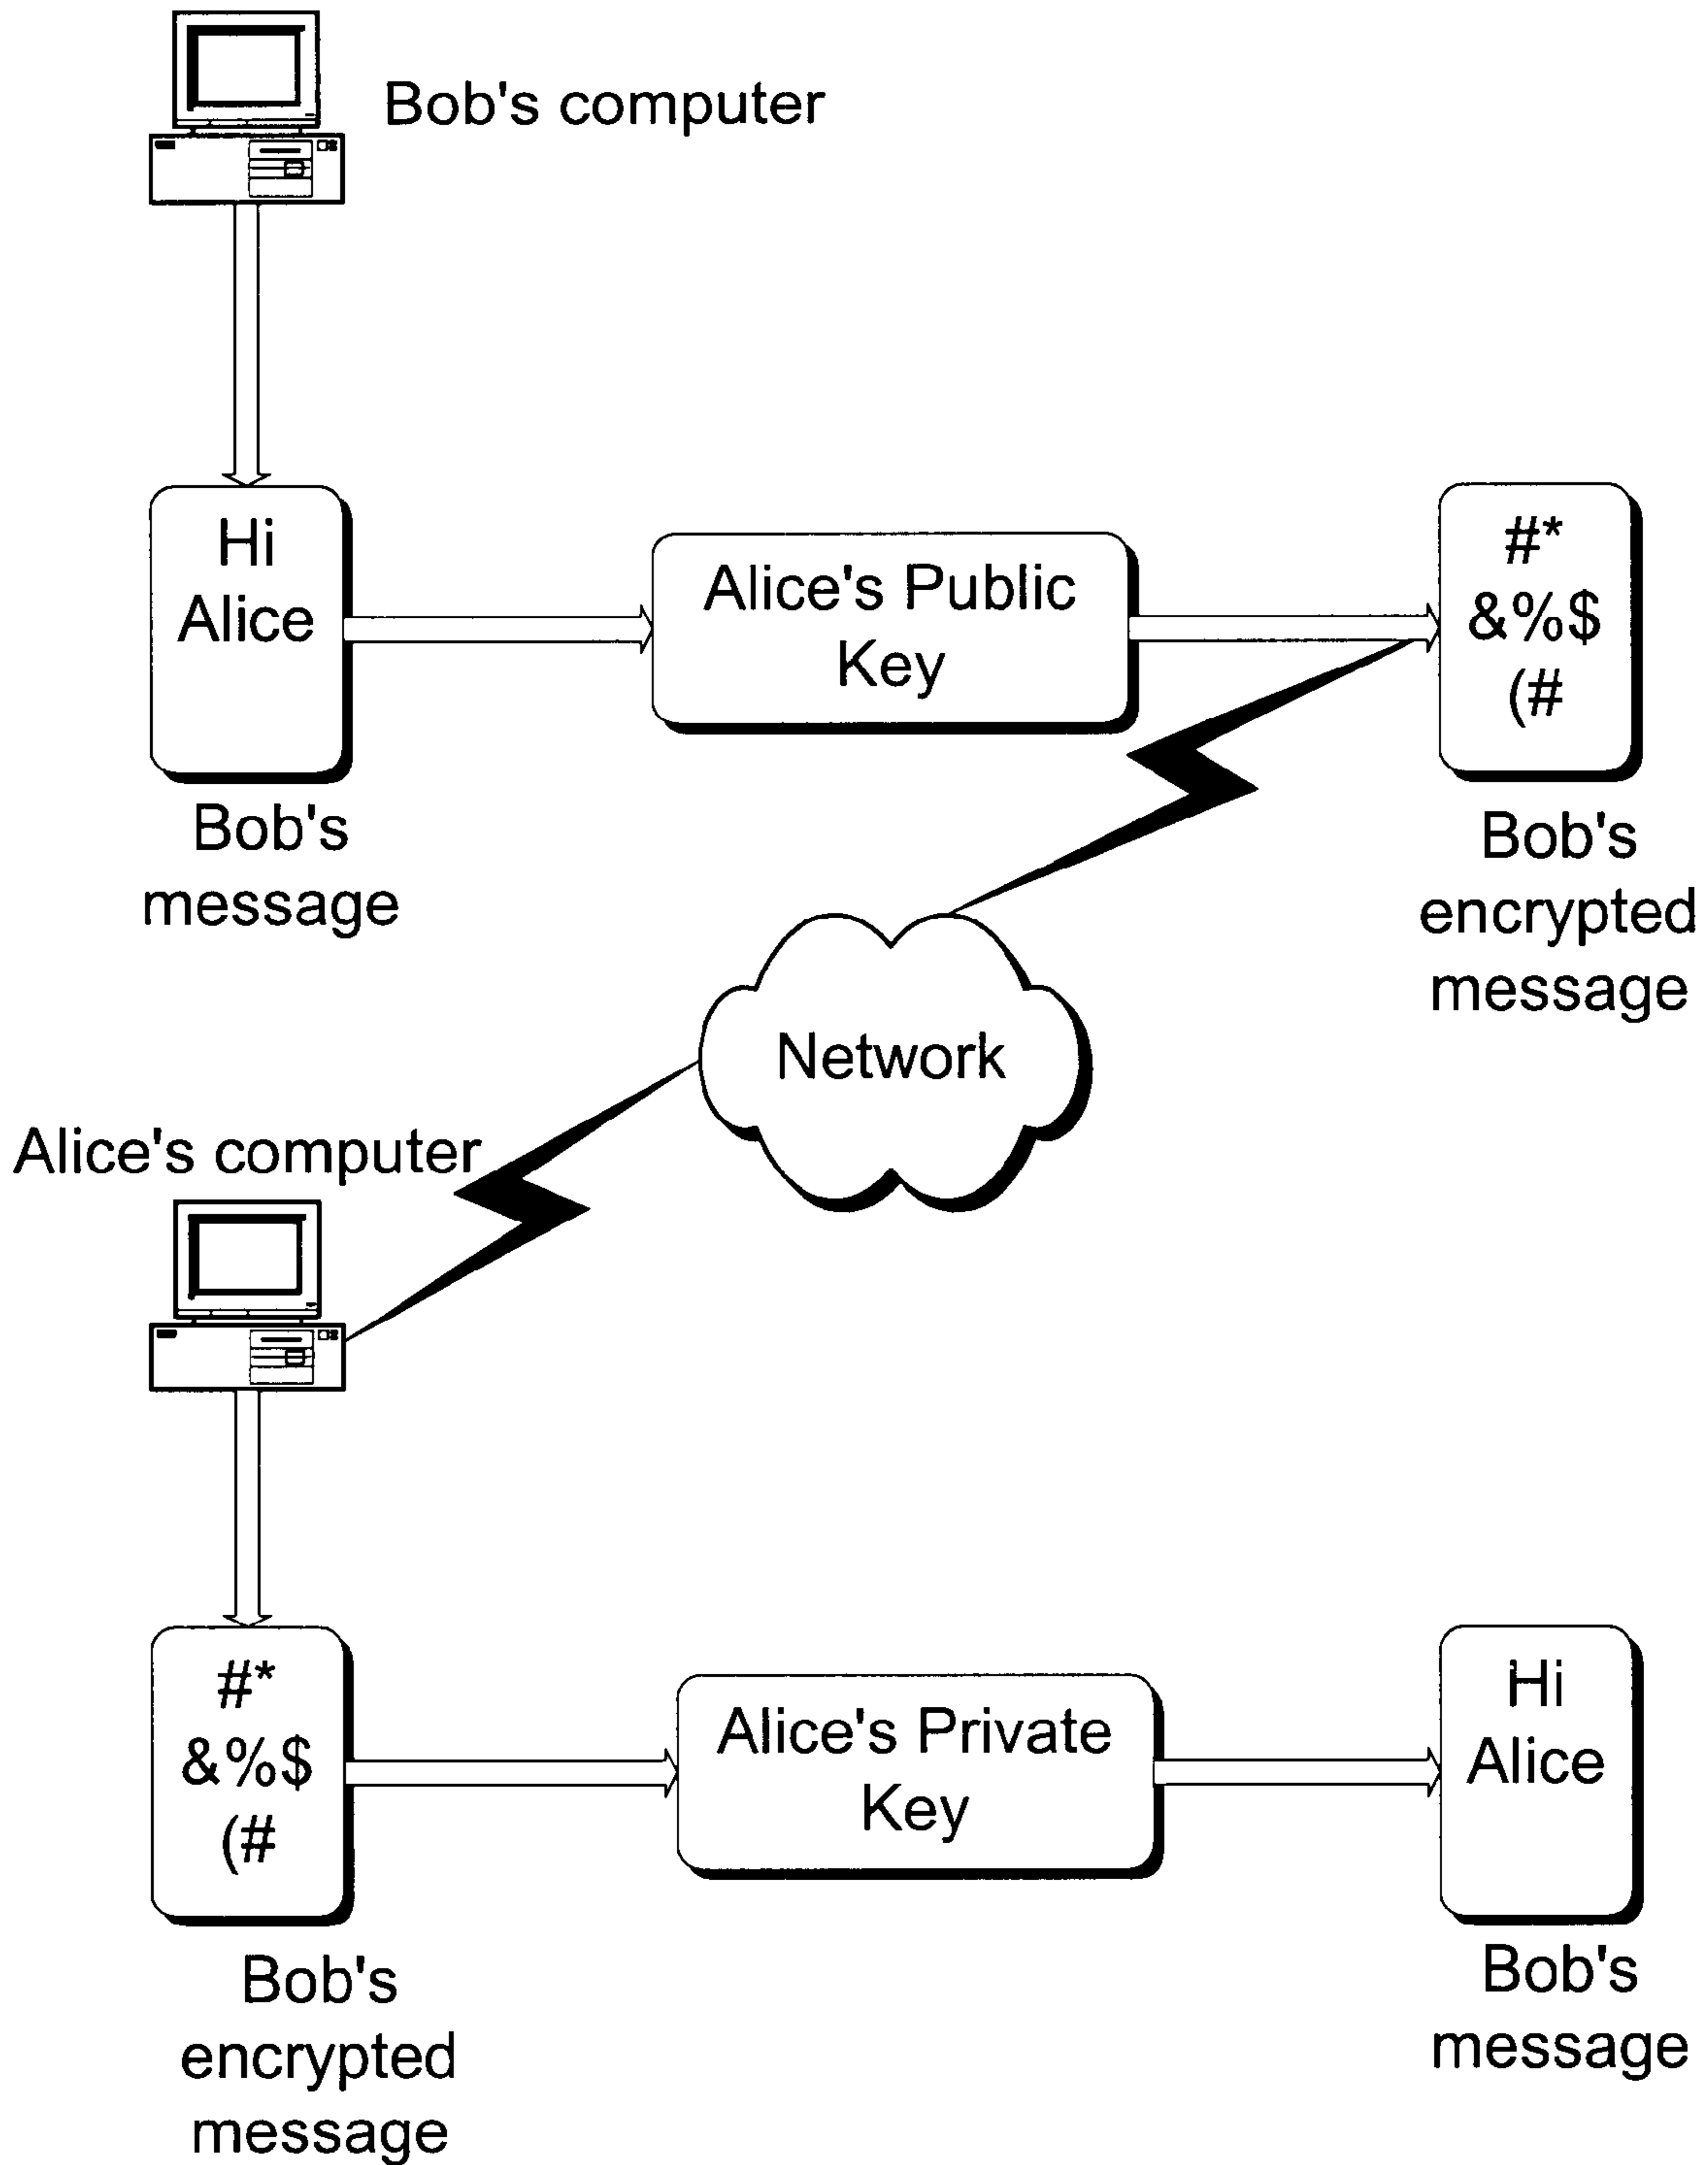 Bob's computer
Hi
Alice
Alice's Public
Key
#*
&%$
(#
Bob's
message
Bob's
encrypted
message
Network
Alice's computer
#*
&%$
(#
Alice's Private
Key
Hi
Alice
Bob's
encrypted
message
Bob's
message